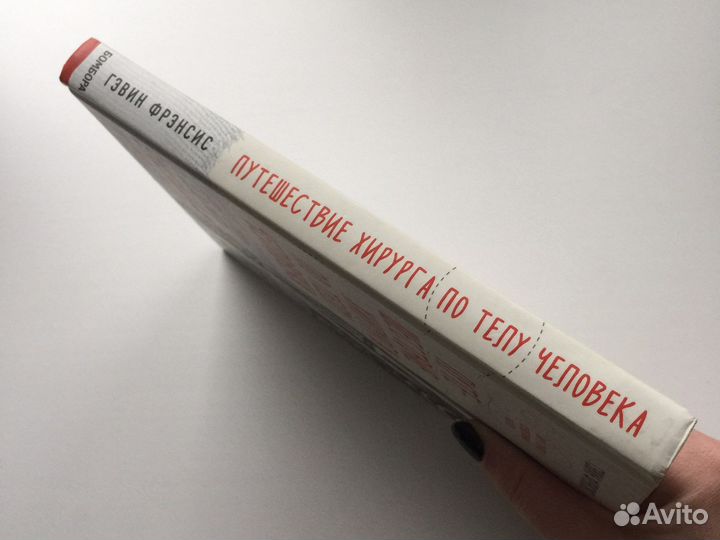 БОМБОРА
ГЭВИН ФРЭНСИС
ПУТЕШЕСТВИЕ ХИРУРГА ПО ТЕЛУ ЧЕЛОВЕКА
Avito